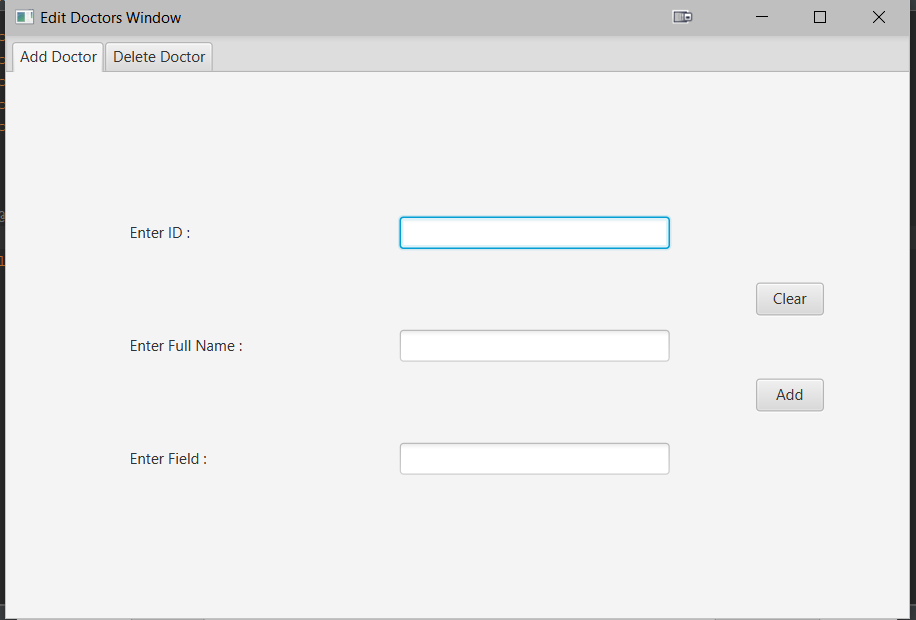 Edit Doctors Window
Add Doctor Delete Doctor
Enter ID :
Clear
Enter Full Name :
Add
Enter Field :